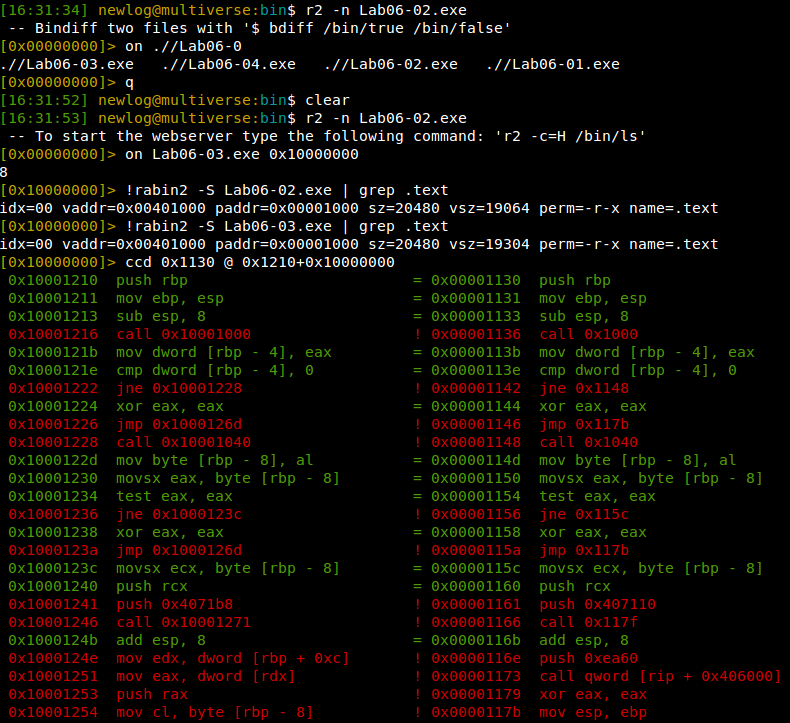 [16:31:34] newlog@multiverse:bin$ r2 -n Lab06-02.exe
 -- Bindiff two files with '$ bdiff /bin/true /bin/false'
[0x00000000]> on .//Lab06-0
.//Lab06-03.exe   .//Lab06-04.exe   .//Lab06-02.exe   .//Lab06-01.exe
[0x00000000]> q
[16:31:52] newlog@multiverse:bin$ clear
[16:31:53] newlog@multiverse:bin$ r2 -n Lab06-02.exe
 -- To start the webserver type the following command: 'r2 -c=H /bin/ls'
[0x00000000]> on Lab06-03.exe 0x10000000
8
[0x10000000]> !rabin2 -S Lab06-02.exe | grep .text
idx=00 vaddr=0x00401000 paddr=0x00001000 sz=20480 vsz=19064 perm=-r-x name=.text
[0x10000000]> !rabin2 -S Lab06-03.exe | grep .text
idx=00 vaddr=0x00401000 paddr=0x00001000 sz=20480 vsz=19304 perm=-r-x name=.text
[0x10000000]> ccd 0x1130 @ 0x1210+0x10000000
 0x10001210  push rbp                          = 0x00001130  push rbp
 0x10001211  mov ebp, esp                      = 0x00001131  mov ebp, esp
 0x10001213  sub esp, 8                        = 0x00001133  sub esp, 8
 0x10001216  call 0x10001000                   ! 0x00001136  call 0x1000
 0x1000121b  mov dword [rbp - 4], eax          = 0x0000113b  mov dword [rbp - 4], eax
 0x1000121e  cmp dword [rbp - 4], 0            = 0x0000113e  cmp dword [rbp - 4], 0
 0x10001222  jne 0x10001228                    ! 0x00001142  jne 0x1148
 0x10001224  xor eax, eax                      = 0x00001144  xor eax, eax
 0x10001226  jmp 0x1000126d                    ! 0x00001146  jmp 0x117b
 0x10001228  call 0x10001040                   ! 0x00001148  call 0x1040
 0x1000122d  mov byte [rbp - 8], al            = 0x0000114d  mov byte [rbp - 8], al
 0x10001230  movsx eax, byte [rbp - 8]         = 0x00001150  movsx eax, byte [rbp - 8]
 0x10001234  test eax, eax                     = 0x00001154  test eax, eax
 0x10001236  jne 0x1000123c                    ! 0x00001156  jne 0x115c
 0x10001238  xor eax, eax                      = 0x00001158  xor eax, eax
 0x1000123a  jmp 0x1000126d                    ! 0x0000115a  jmp 0x117b
 0x1000123c  movsx ecx, byte [rbp - 8]         = 0x0000115c  movsx ecx, byte [rbp - 8]
 0x10001240  push rcx                          = 0x00001160  push rcx
 0x10001241  push 0x4071b8                     ! 0x00001161  push 0x407110
 0x10001246  call 0x10001271                   ! 0x00001166  call 0x117f
 0x1000124b  add esp, 8                        = 0x0000116b  add esp, 8
 0x1000124e  mov edx, dword [rbp + 0xc]        ! 0x0000116e  push 0xea60
 0x10001251  mov eax, dword [rdx]              ! 0x00001173  call qword [rip + 0x406000]
 0x10001253  push rax                          ! 0x00001179  xor eax, eax
 0x10001254  mov cl, byte [rbp - 8]            ! 0x0000117b  mov esp, ebp